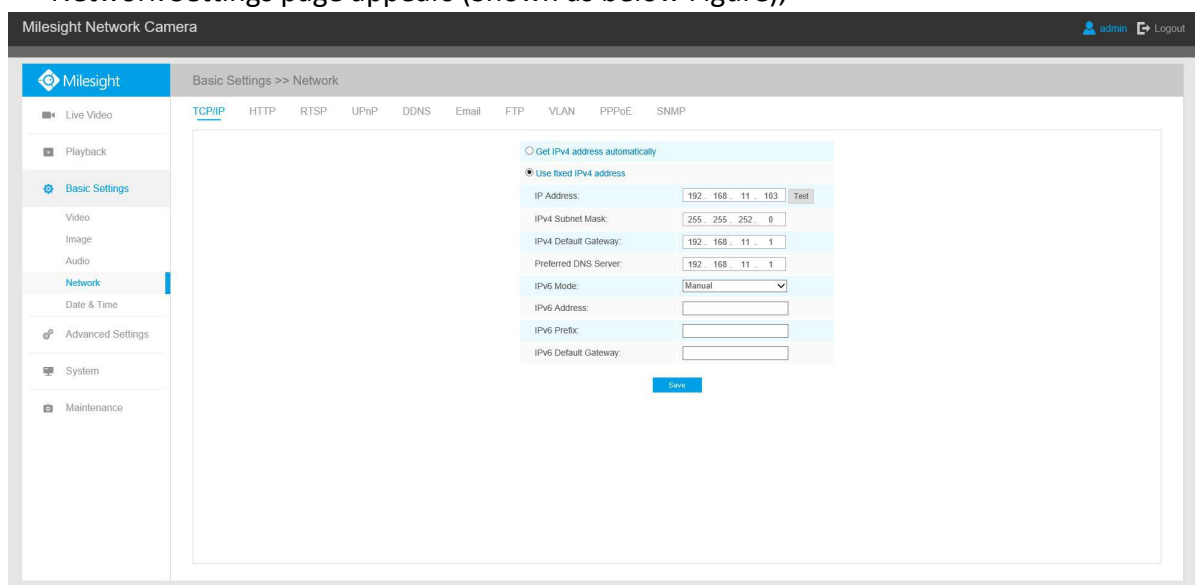 Network Settings page appears (Shown as below Figure);
Milesight Network Camera
admin Logout
Milesight
Basic Settings >> Network
Live Video
TCP/IP HTTP RTSP UPnP DDNS Email FTP VLAN PPPoE SNMP
Playback
Basic Settings
Video
Image
Audio
Network
Date & Time
Advanced Settings
System
Maintenance
Get IPv4 address automatically
Use fixed IPv4 address
IP Address: 192. 168. 11. 103 Test
IPv4 Subnet Mask: 255. 255. 252. 0
IPv4 Default Gateway: 192. 168. 11. 1
Preferred DNS Server: 192. 168. 11. 1
IPv6 Mode: Manual
IPv6 Address:
IPv6 Prefix:
IPv6 Default Gateway:
Save